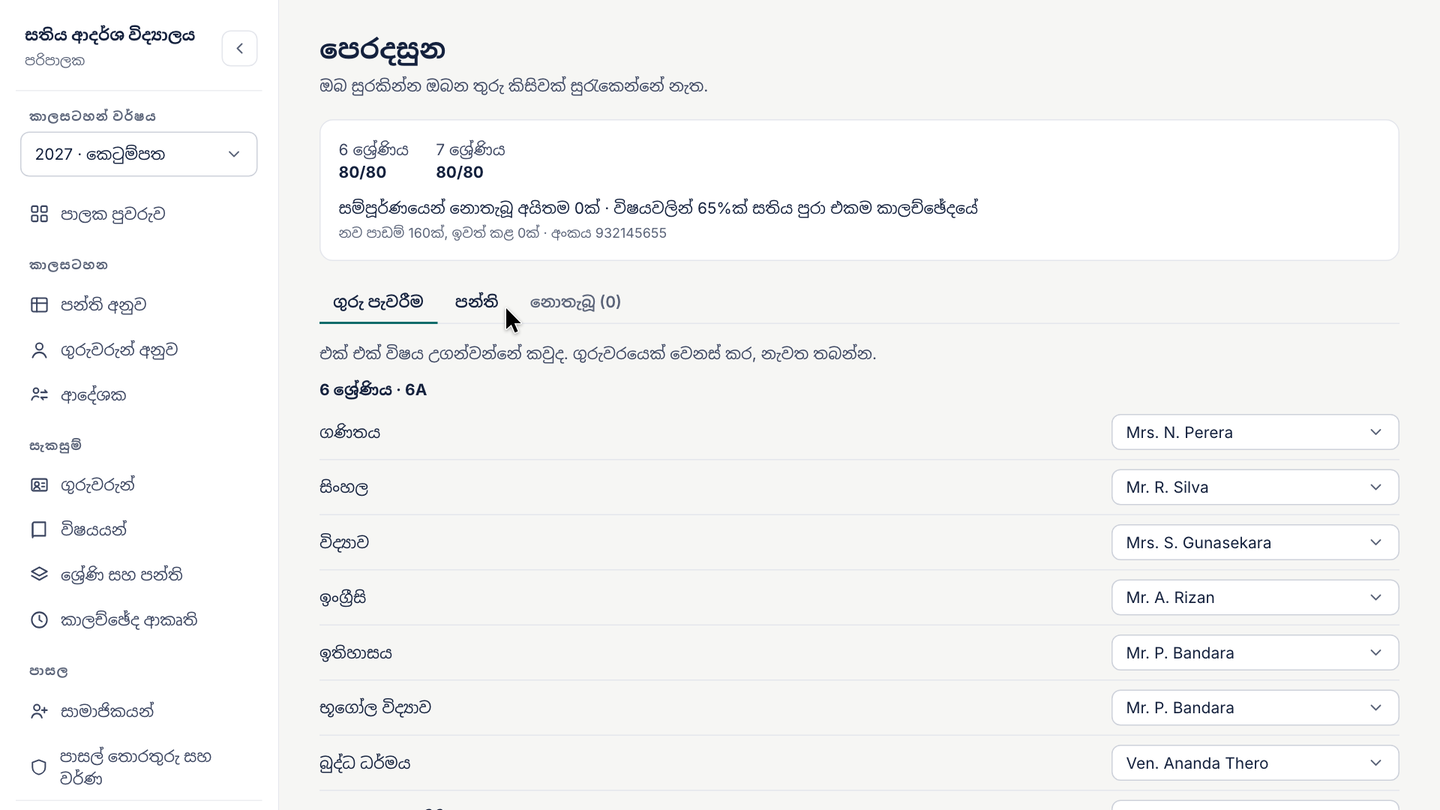 සතිය ආදර්ශ විද්‍යාලය
පරිපාලක
කාලසටහන් වර්ෂය
2027 · කෙටුම්පත
පාලක පුවරුව
කාලසටහන
පන්ති අනුව
ගුරුවරුන් අනුව
ආදේශක
සැකසුම්
ගුරුවරුන්
විෂයයන්
ශ්‍රේණි සහ පන්ති
කාලච්ඡේද ආකෘති
පාසල
සාමාජිකයන්
පාසල් තොරතුරු සහ
වර්ණ
පෙරදසුන
ඔබ සුරකින්න ඔබන තුරු කිසිවක් සුරැකෙන්නේ නැත.
6 ශ්‍රේණිය 7 ශ්‍රේණිය
80/80 80/80
සම්පූර්ණයෙන් නොතැබූ අයිතම 0ක් · විෂයවලින් 65%ක් සතිය පුරා එකම කාලච්ඡේදයේ
නව පාඩම් 160ක්, ඉවත් කළ 0ක් · අංකය 932145655
ගුරු පැවරීම පන්ති නොතැබූ (0)
එක් එක් විෂය උගන්වන්නේ කවුද. ගුරුවරයෙක් වෙනස් කර, නැවත තබන්න.
6 ශ්‍රේණිය · 6A
ගණිතය Mrs. N. Perera
සිංහල Mr. R. Silva
විද්‍යාව Mrs. S. Gunasekara
ඉංග්‍රීසි Mr. A. Rizan
ඉතිහාසය Mr. P. Bandara
භූගෝල විද්‍යාව Mr. P. Bandara
බුද්ධ ධර්මය Ven. Ananda Thero